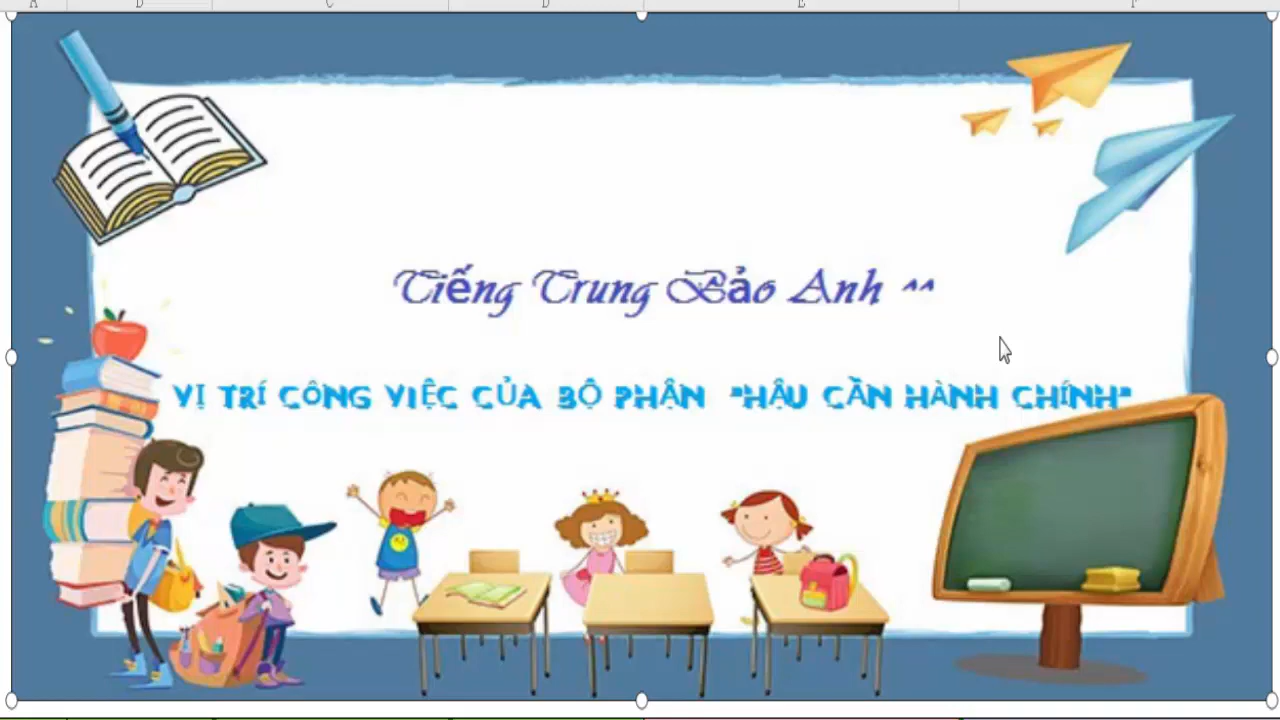 Tiếng Trung Bảo Anh ^^
VỊ TRÍ CÔNG VIỆC CỦA BỘ PHẬN "HẬU CẦN HÀNH CHÍNH"